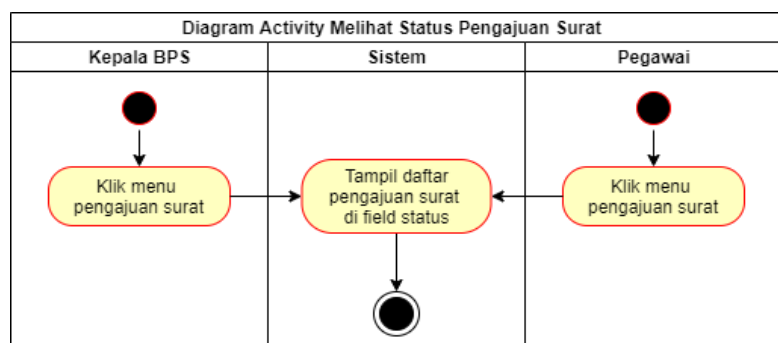 Diagram Activity Melihat Status Pengajuan Surat
Kepala BPS
Sistem
Pegawai
Klik menu
pengajuan surat
Tampil daftar
pengajuan surat
di field status
Klik menu
pengajuan surat